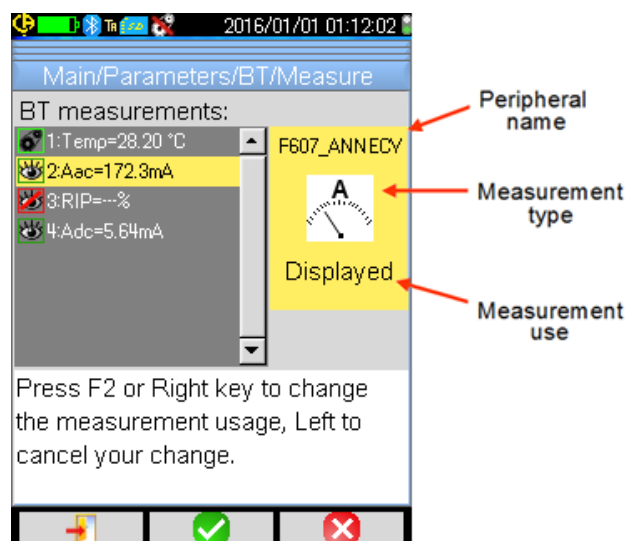 TA SD 2016/01/01 01:12:02
Main/Parameters/BT/Measure
BT measurements:
1:Temp=28.20 °C
2:Aac=172.3mA
3:RIP=---%
4:Adc=5.64mA
F607_ANNECY
A
Displayed
Press F2 or Right key to change
the measurement usage, Left to
cancel your change.
Peripheral
name
Measurement
type
Measurement
use